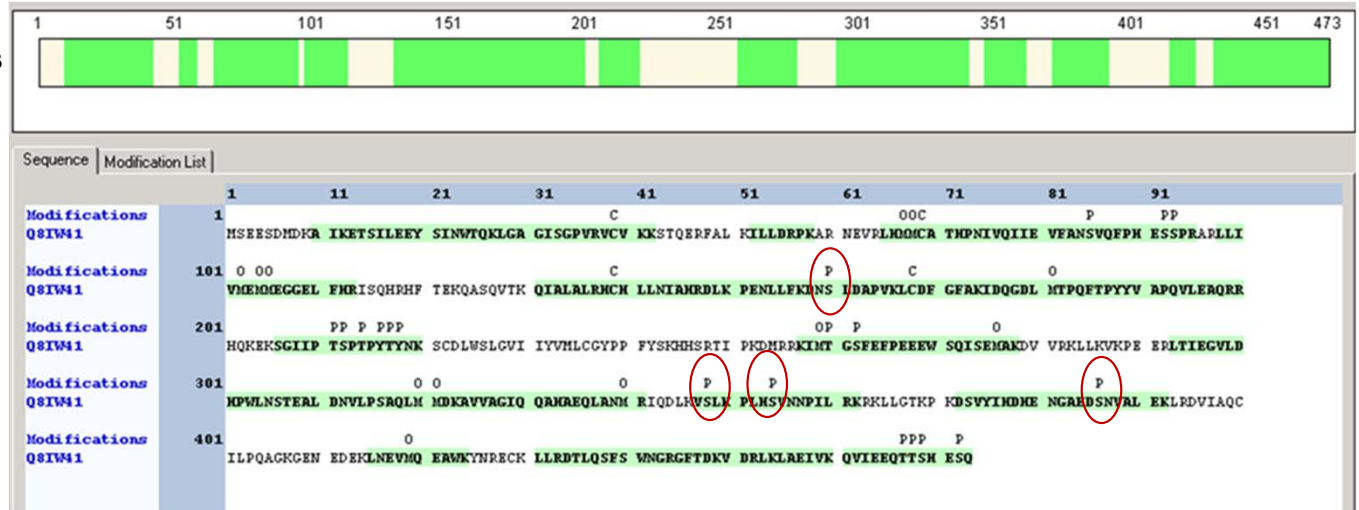 1 51 101 151 201 251 301 351 401 451 473
Sequence Modification List
1 11 21 31 41 51 61 71 81 91
Modifications 1 C OOC P PP
Q8IW41 MSEESDMDKA IKETSILEEY SINWTQKLGA GISGPVRVCV KKSTQERFAL KILLDRPKAR NEVRLHMMCA THPNIVQIIE VFANSVQFPH ESSPRARLLI
Modifications 101 O OO C P C O
Q8IW41 VMEMMEGGEL FHRISQHRHF TEKQASQVTK QIALALRHCH LLNIAHRDLK PENLLFKDNS LDAPVKLCDF GFAKIDQGDL MTPQFTPYYV APQVLEAQRR
Modifications 201 PP P PPP OP P O
Q8IW41 HQKEKSGIIP TSPTPYTYNK SCDLWSLGVI IYVMLCGYPP FYSKHHSRTI PKDMRRKIMT GSFEFPEEEW SQISEMAKDV VRKLLKVKPE ERLTIEGVLD
Modifications 301 O O O P P P
Q8IW41 HPWLNSTEAL DNVLPSAQLM MDKAVVAGIQ QAHAEQLANM RIQDLKVSLK PLHSVNNPIL RKRKLLGTKP KDSVYIHDHE NGAEDSNVAL EKLRDVIAQC
Modifications 401 O PPP P
Q8IW41 ILPQAGKGEN EDEKLNEVMQ EAWKYNRECK LLRDTLQSFS WNGRGFTDKV DRLKLAEIVK QVIEEQTTSH ESQ